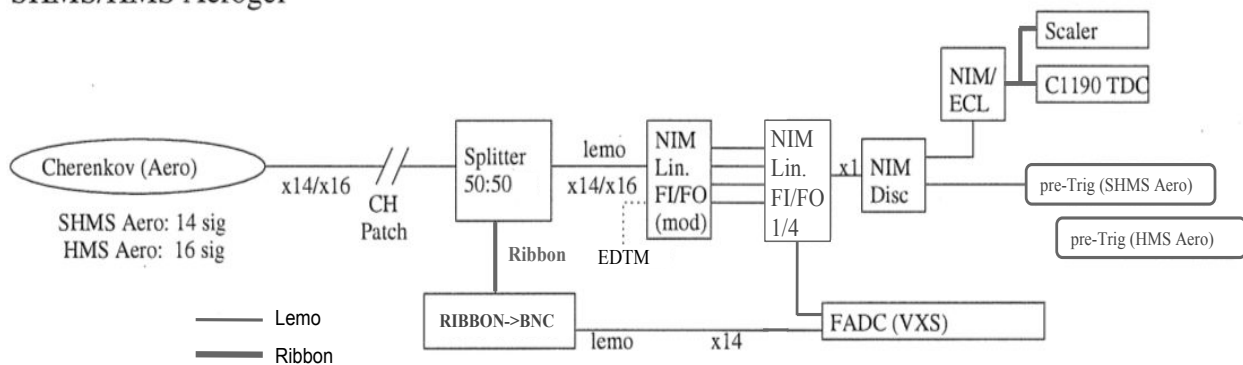 SHMS/HMS Aerogel
Cherenkov (Aero)
x14/x16
CH
Patch
SHMS Aero: 14 sig
HMS Aero: 16 sig
Splitter
50:50
lemo
x14/x16
EDTM
NIM
Lin.
FI/FO
(mod)
NIM
Lin.
FI/FO
1/4
x1
NIM
Disc
NIM/
ECL
Scaler
C1190 TDC
pre-Trig (SHMS Aero)
pre-Trig (HMS Aero)
Ribbon
RIBBON->BNC
lemo
x14
FADC (VXS)
Lemo
Ribbon